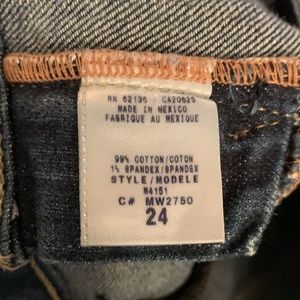 RN 62136 / CA20625
MADE IN MEXICO
FABRIQUE AU MEXIQUE
99% COTTON/COTON
1% SPANDEX/SPANDEX
STYLE/MODELE
N4151
C# MW2750
24